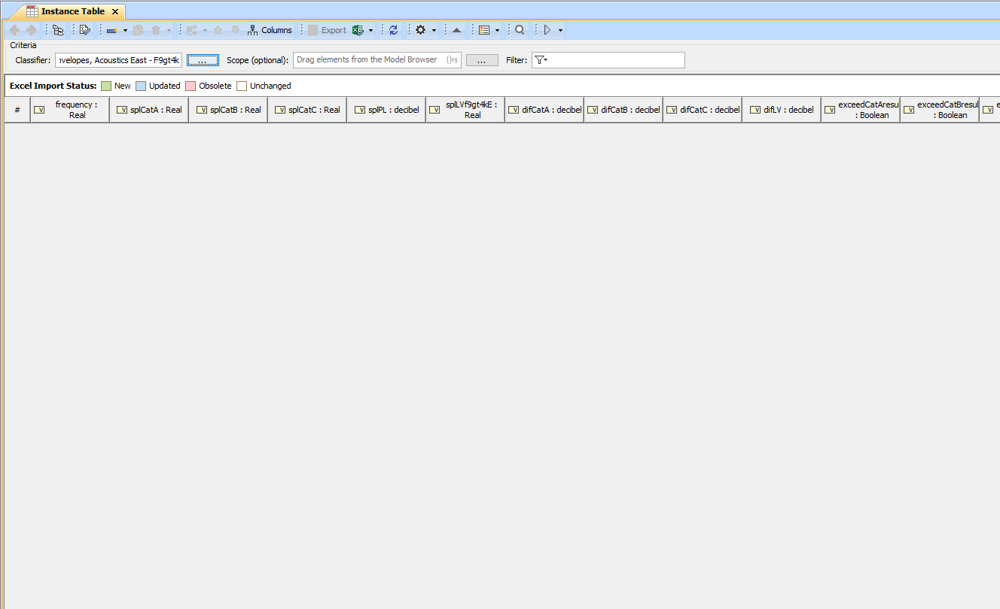 Instance Table
Columns
Export
Criteria
Classifier: nvelopes, Acoustics East - F9gt4k ... Scope (optional): Drag elements from the Model Browser ... Filter:
Excel Import Status: New Updated Obsolete Unchanged
#
frequency :
Real
splCatA : Real
splCatB : Real
splCatC : Real
splPL : decibel
splLVf9gt4kE :
Real
difCatA : decibel
difCatB : decibel
difCatC : decibel
difLV : decibel
exceedCatAresu
: Boolean
exceedCatBresul
: Boolean